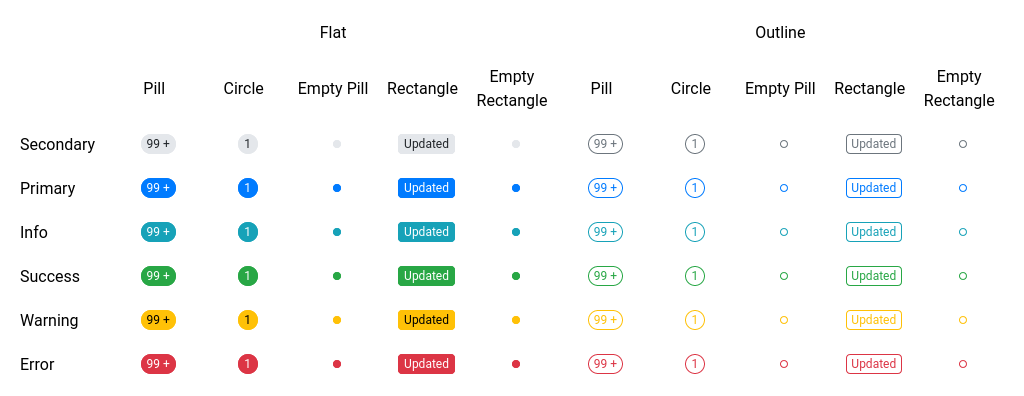 Flat Outline
Pill Circle Empty Pill Rectangle Empty Rectangle Pill Circle Empty Pill Rectangle Empty Rectangle
Secondary 99 + 1 Updated 99 + 1 Updated
Primary 99 + 1 Updated 99 + 1 Updated
Info 99 + 1 Updated 99 + 1 Updated
Success 99 + 1 Updated 99 + 1 Updated
Warning 99 + 1 Updated 99 + 1 Updated
Error 99 + 1 Updated 99 + 1 Updated